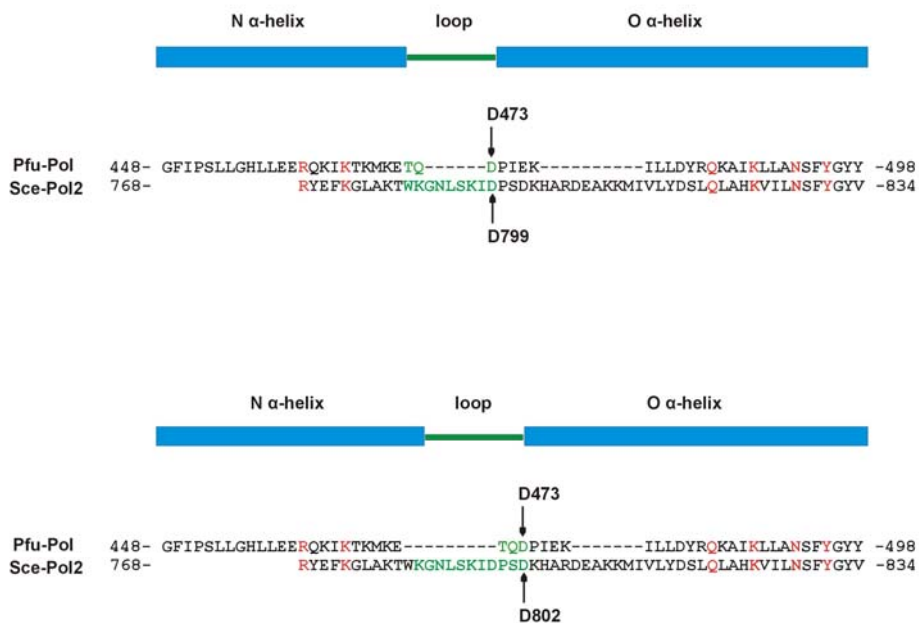 N α-helix loop O α-helix
D473
Pfu-Pol 448- GFIPSLLGHLLEERQKIKTKMKETQ------DPIEK----------ILLDYRQKAIKLLANSFYGYY -498
Sce-Pol2 768- RYEFKGLAKTWKGNLSKIDPSDKHARDEAKKMIVLYDSLQLAHKVILNSFYGYV -834
D799
N α-helix loop O α-helix
D473
Pfu-Pol 448- GFIPSLLGHLLEERQKIKTKMKE---------TQDPIEK-------ILLDYRQKAIKLLANSFYGYY -498
Sce-Pol2 768- RYEFKGLAKTWKGNLSKIDPSDKHARDEAKKMIVLYDSLQLAHKVILNSFYGYV -834
D802